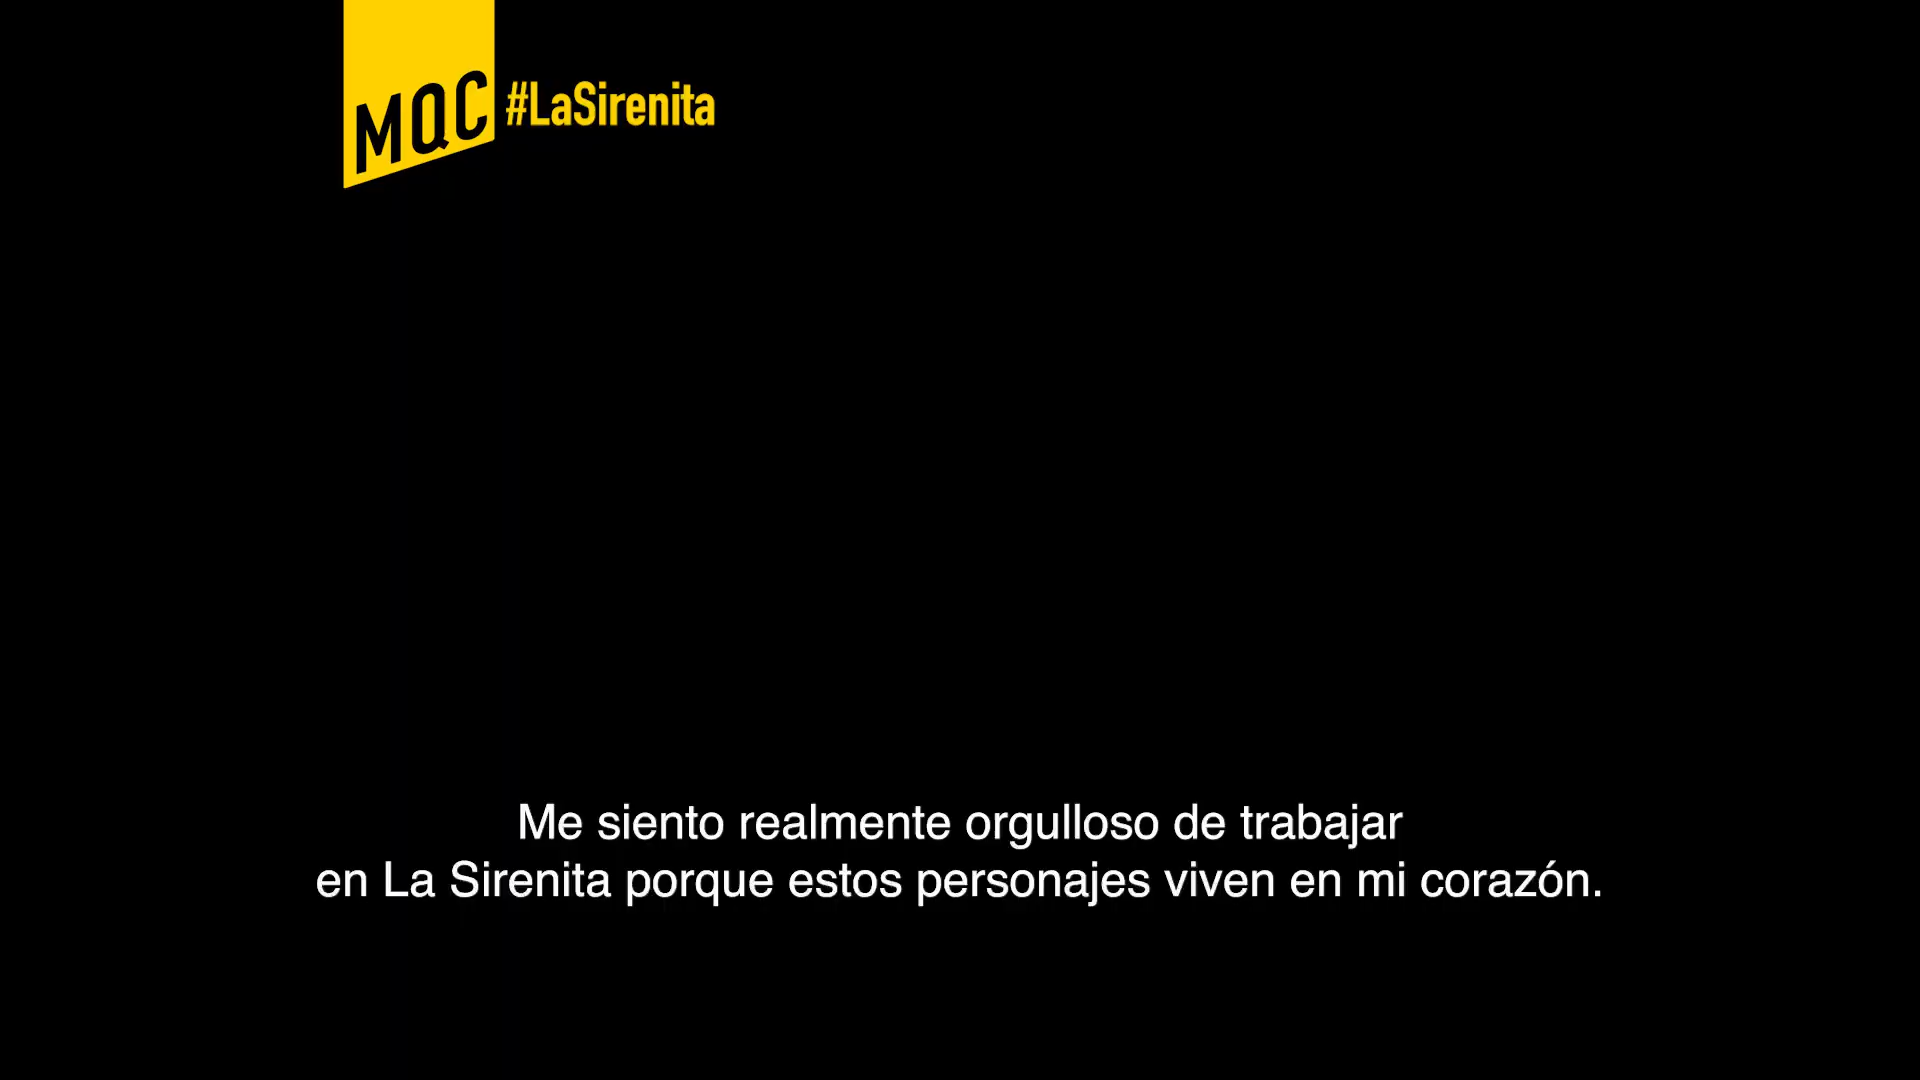 MQC #LaSirenita
Me siento realmente orgulloso de trabajar
en La Sirenita porque estos personajes viven en mi corazón.